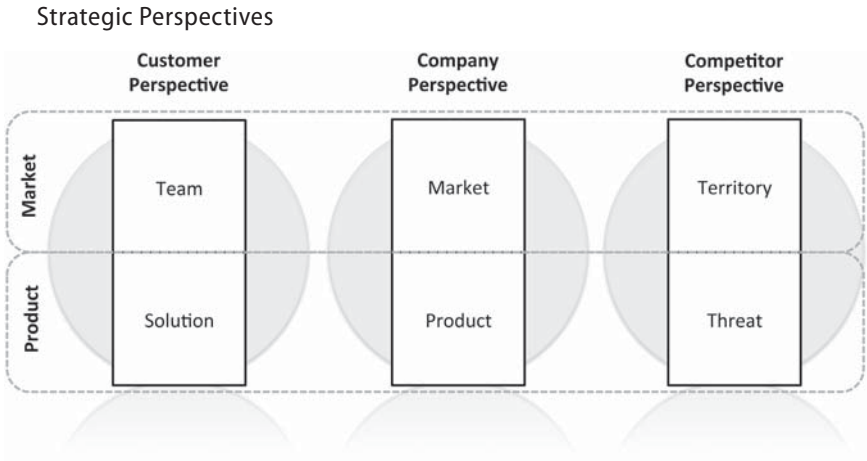 Strategic Perspectives
Customer
Perspective
Company
Perspective
Competitor
Perspective
Market
Team
Market
Territory
Product
Solution
Product
Threat